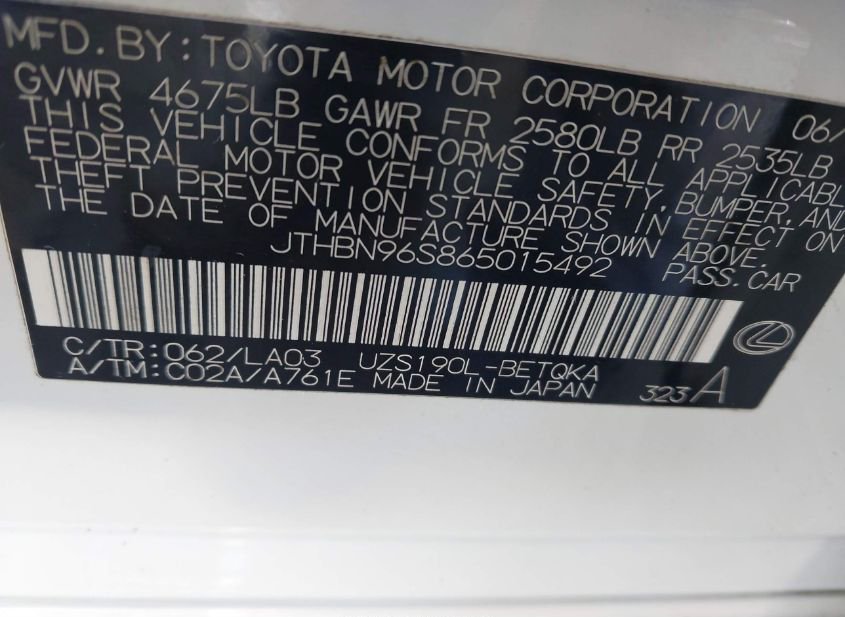 MFD. BY: TOYOTA MOTOR CORPORATION 06/
GVWR 4675LB GAWR FR 2580LB RR 2535LB
THIS VEHICLE CONFORMS TO ALL APPLICABL
FEDERAL MOTOR VEHICLE SAFETY, BUMPER, AND
THEFT PREVENTION STANDARDS IN EFFECT ON
THE DATE OF MANUFACTURE SHOWN ABOVE.
JTHBN96S865015492 PASS. CAR
C/TR: 062/LA03 UZS190L-BETQKA
A/TM: C02A/A761E MADE IN JAPAN 323 A